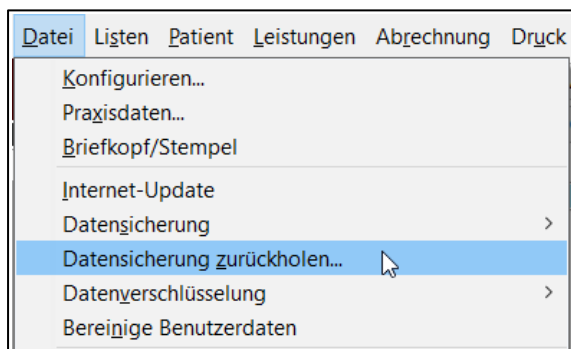 Datei Listen Patient Leistungen Abrechnung Druck
Konfigurieren...
Praxisdaten...
Briefkopf/Stempel
Internet-Update
Datensicherung
Datensicherung zurückholen...
Datenverschlüsselung
Bereinige Benutzerdaten